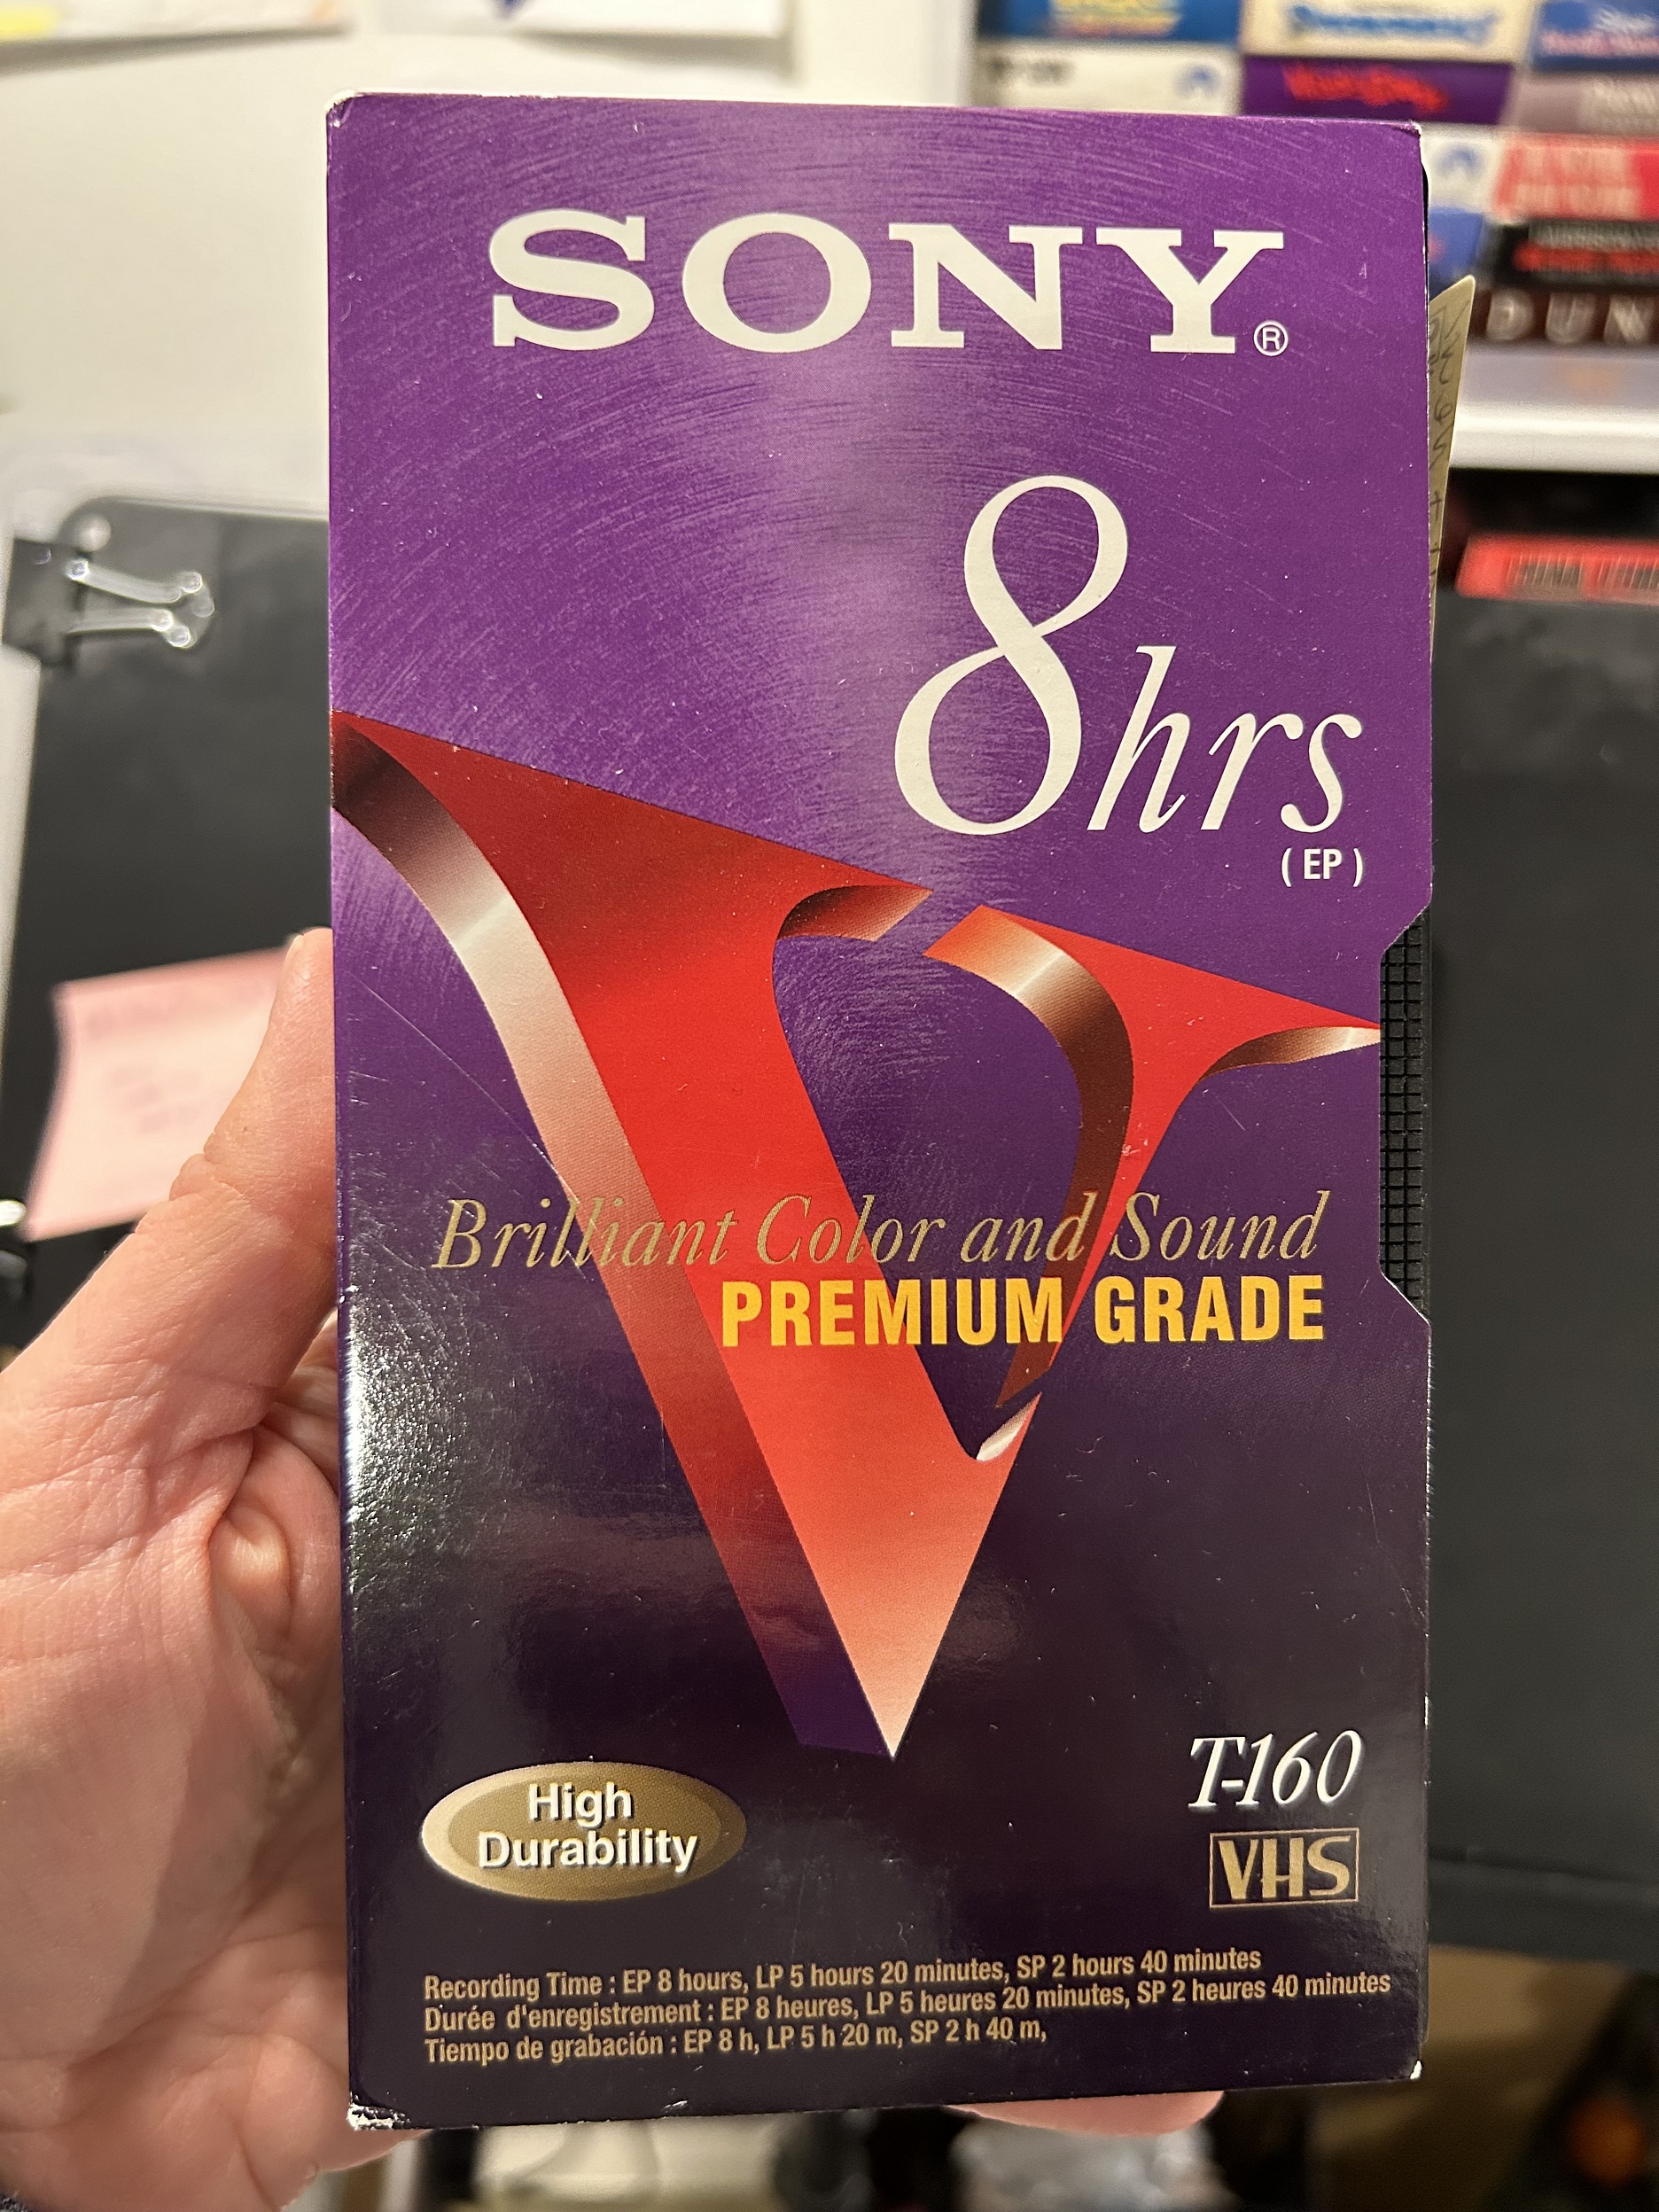 SONY®
8hrs
( EP )
Brilliant Color and Sound
PREMIUM GRADE
High
Durability
T-160
VHS
Recording Time : EP 8 hours, LP 5 hours 20 minutes, SP 2 hours 40 minutes
Durée d'enregistrement : EP 8 heures, LP 5 heures 20 minutes, SP 2 heures 40 minutes
Tiempo de grabación : EP 8 h, LP 5 h 20 m, SP 2 h 40 m,
DUN